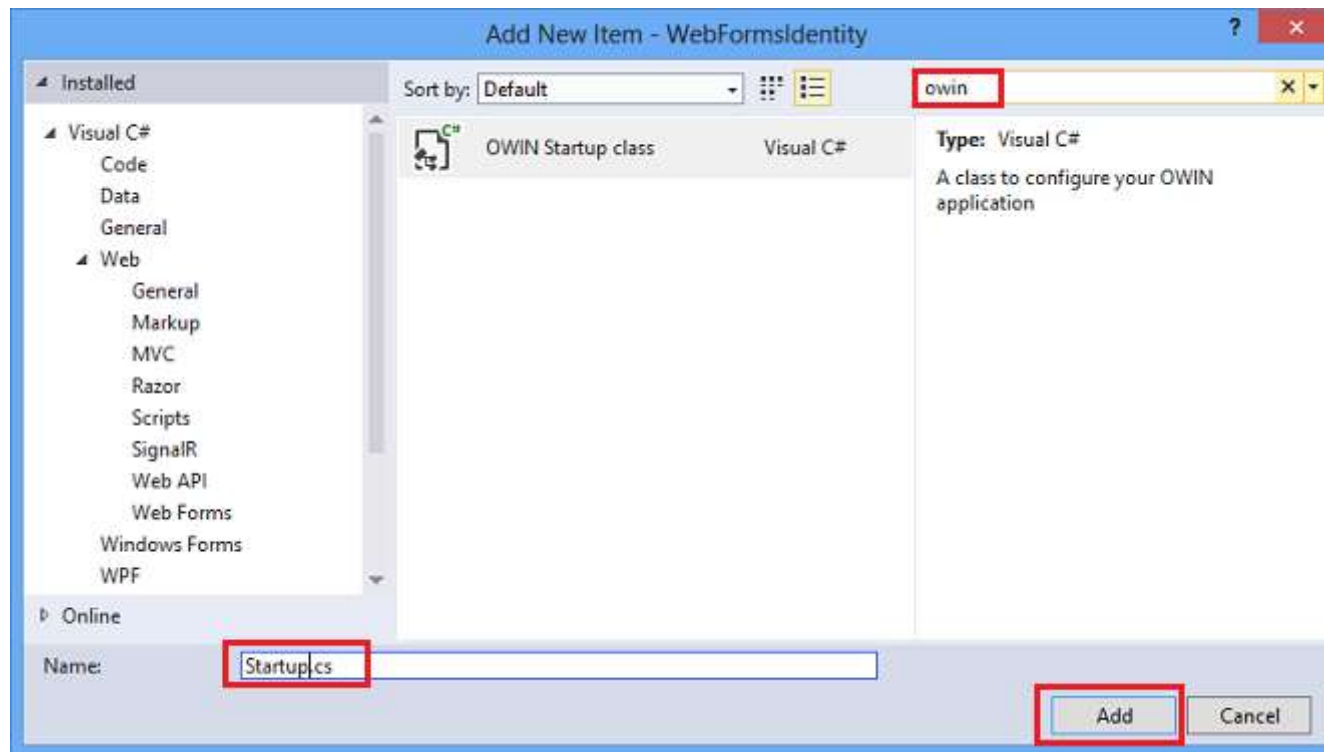 Add New Item - WebFormsIdentity
?
Installed
Sort by: Default
owin
Visual C#
Code
Data
General
Web
General
Markup
MVC
Razor
Scripts
SignalR
Web API
Web Forms
Windows Forms
WPF
Online
C#
OWIN Startup class Visual C#
Type: Visual C#
A class to configure your OWIN
application
Name: Startup.cs
Add Cancel